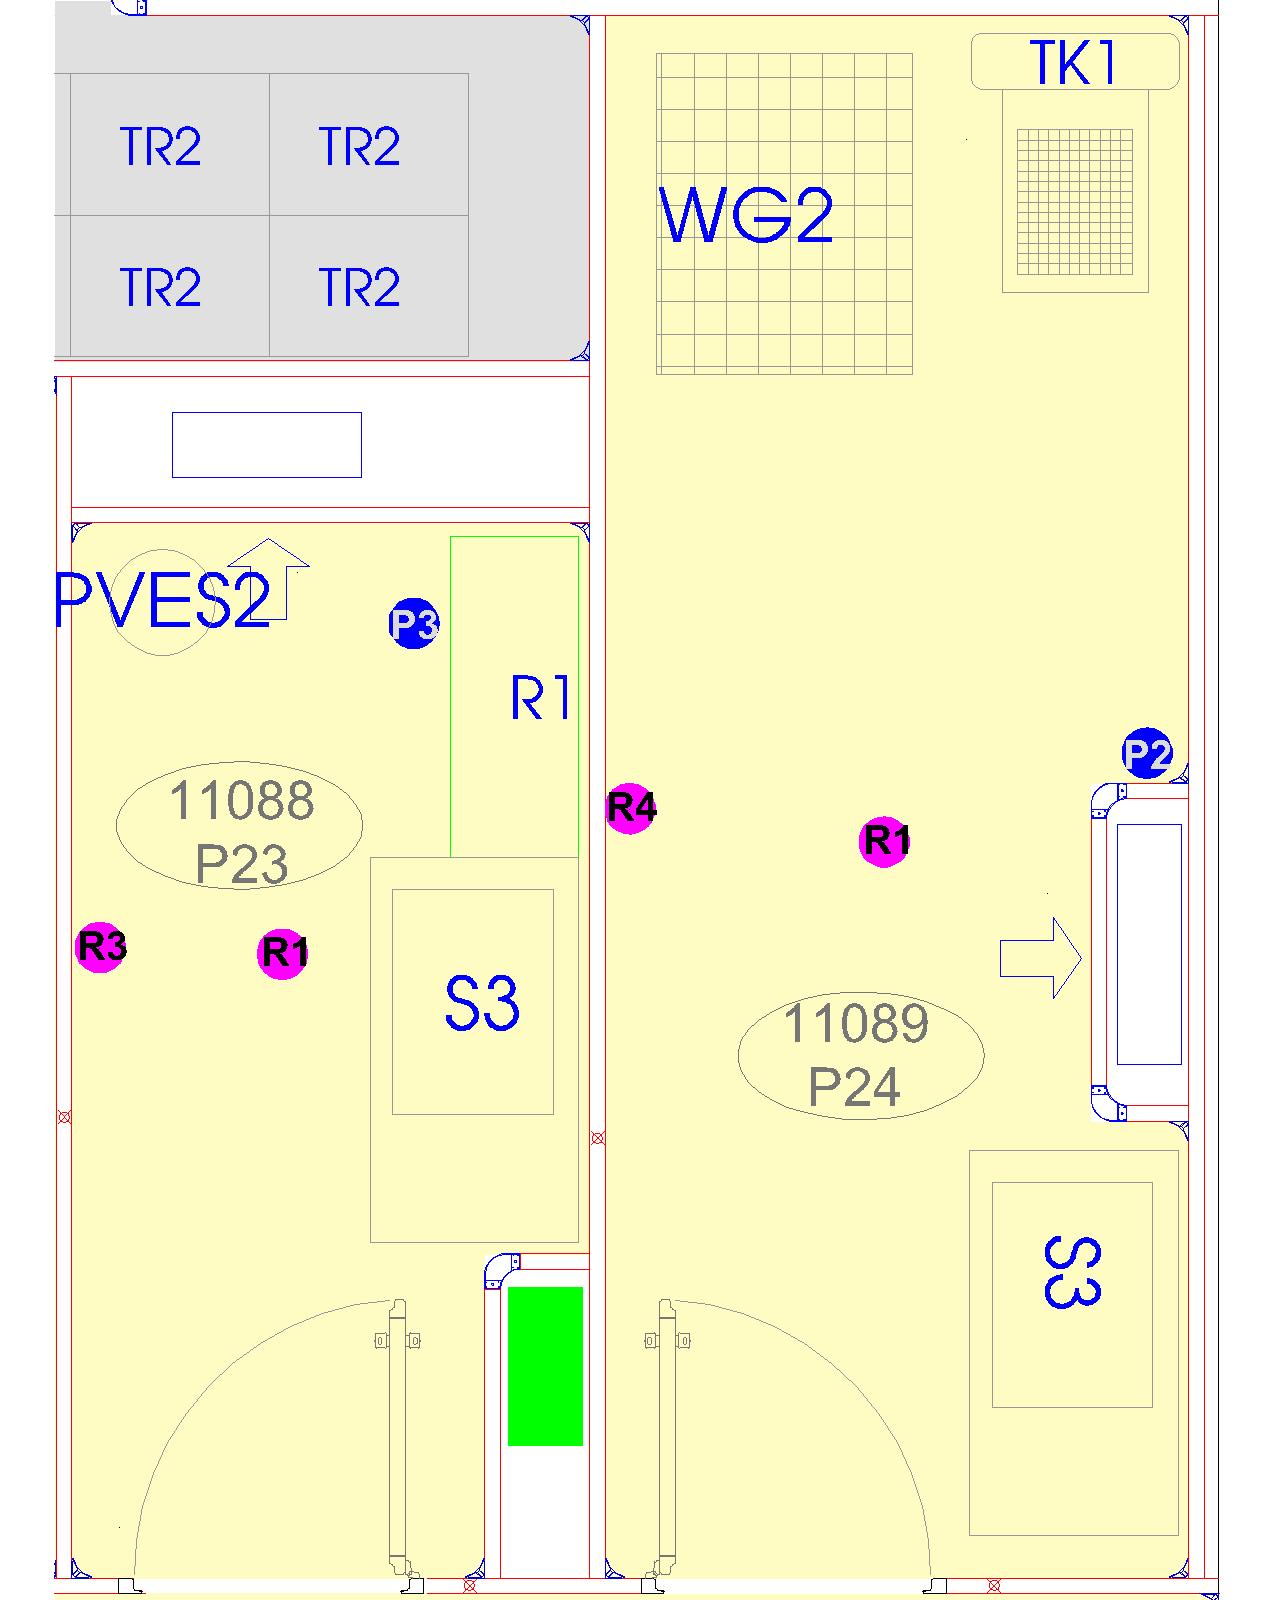 TK1
TR2
TR2
WG2
TR2
TR2
PVES2
P3
R1
P2
11088
P23
R4
R1
R3
R1
S3
11089
P24
S3